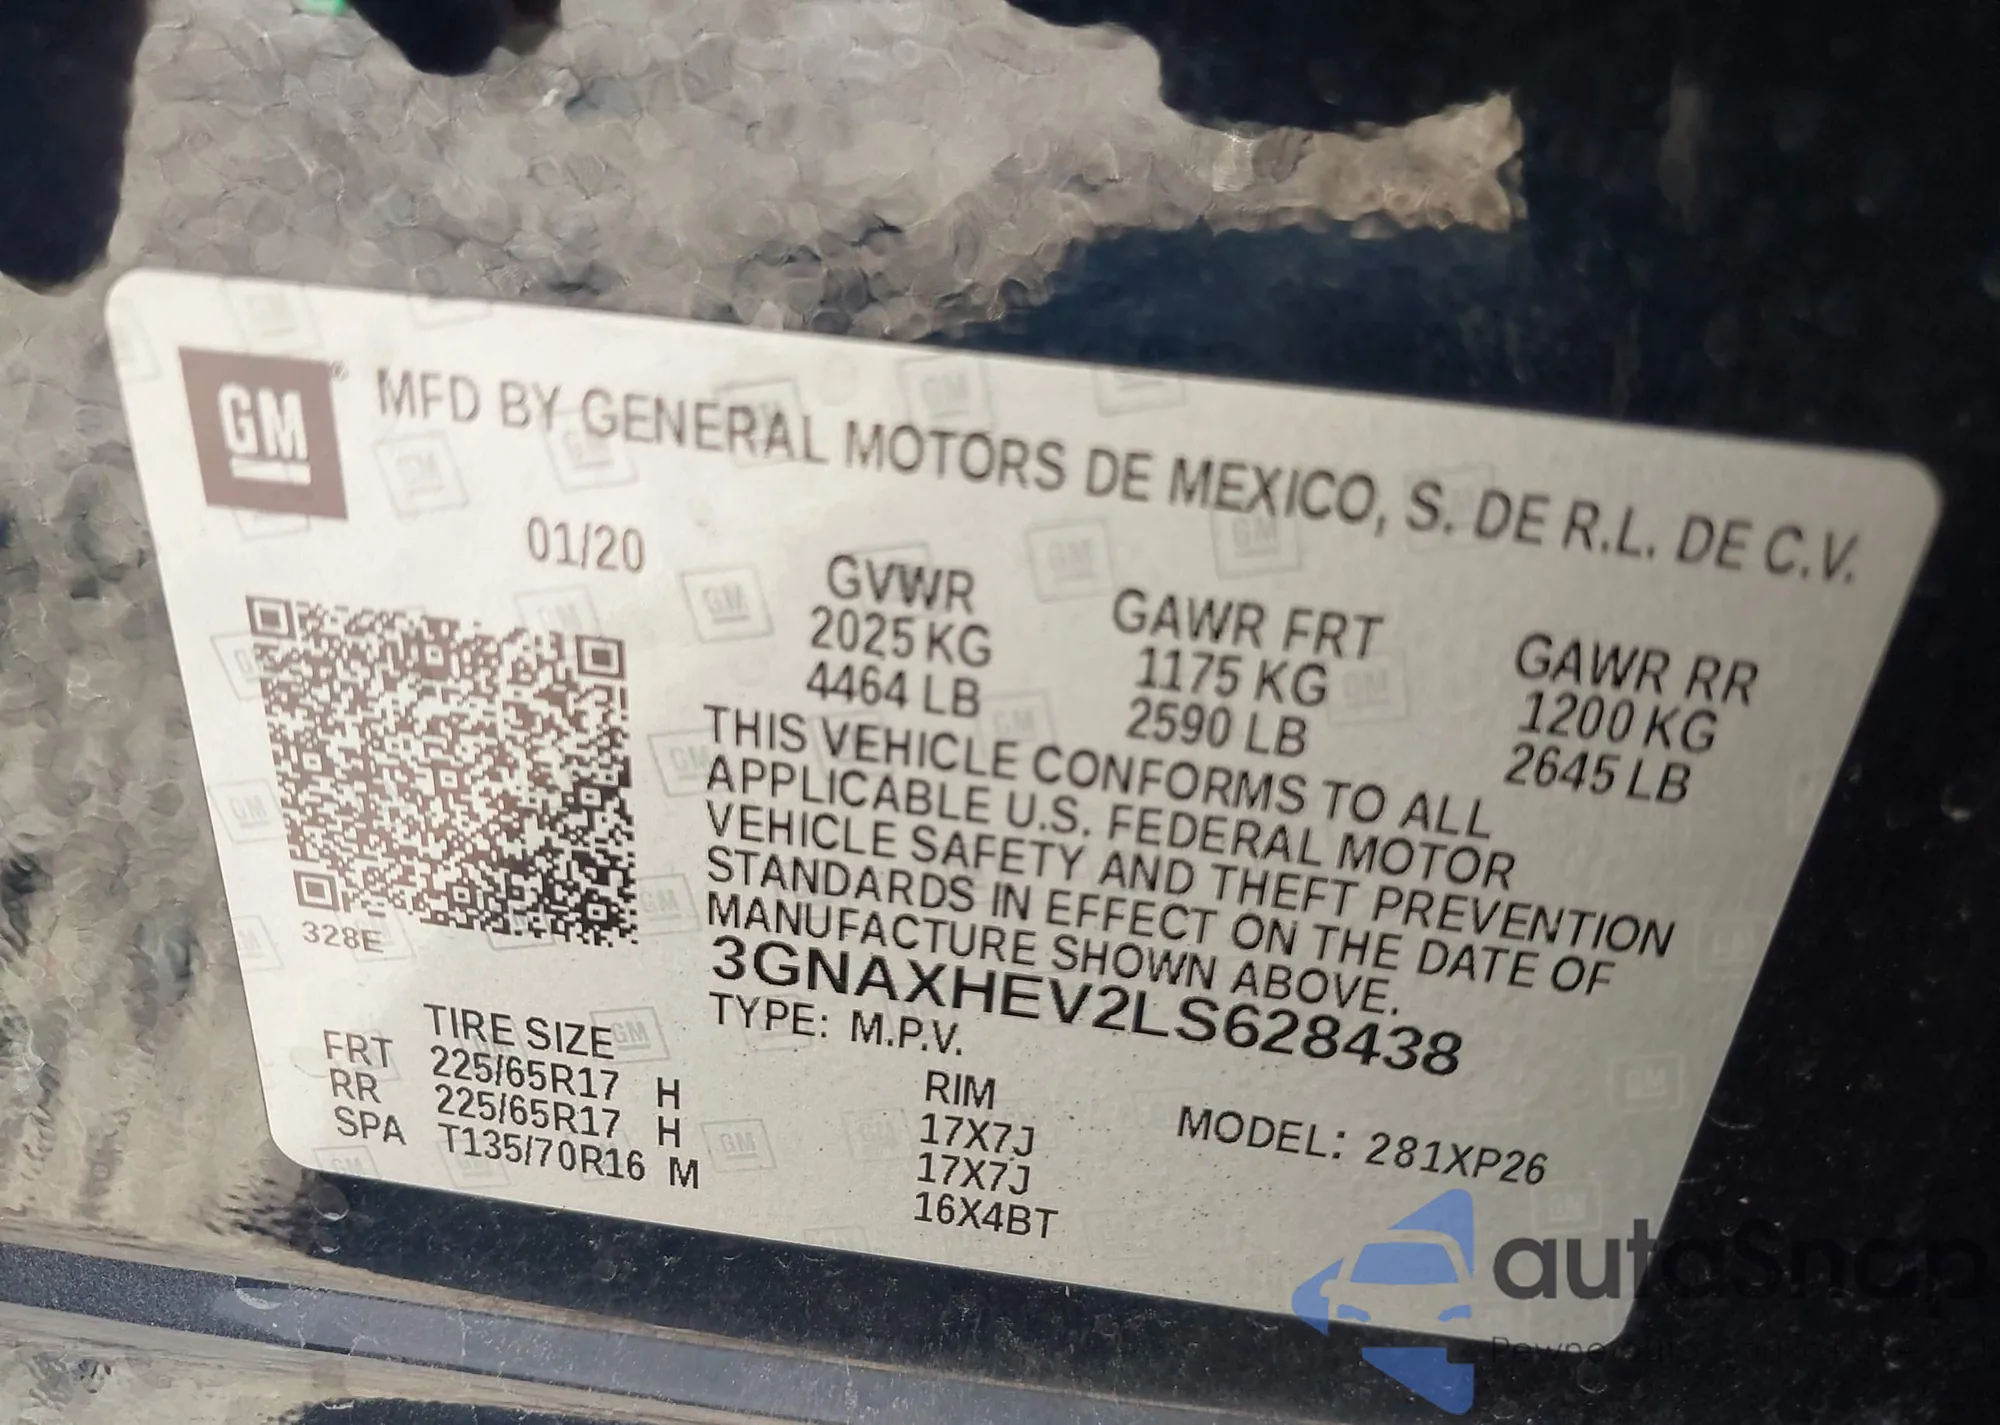 GM
MFD BY GENERAL MOTORS DE MEXICO, S. DE R.L. DE C.V.
01/20
GVWR
2025 KG
4464 LB
GAWR FRT
1175 KG
2590 LB
GAWR RR
1200 KG
2645 LB
THIS VEHICLE CONFORMS TO ALL
APPLICABLE U.S. FEDERAL MOTOR
VEHICLE SAFETY AND THEFT PREVENTION
STANDARDS IN EFFECT ON THE DATE OF
MANUFACTURE SHOWN ABOVE.
3GNAXHEV2LS628438
TYPE: M.P.V.
328E
TIRE SIZE
FRT 225/65R17 H
RR 225/65R17 H
SPA T135/70R16 M
RIM
17X7J
17X7J
16X4BT
MODEL: 281XP26
autaSnap